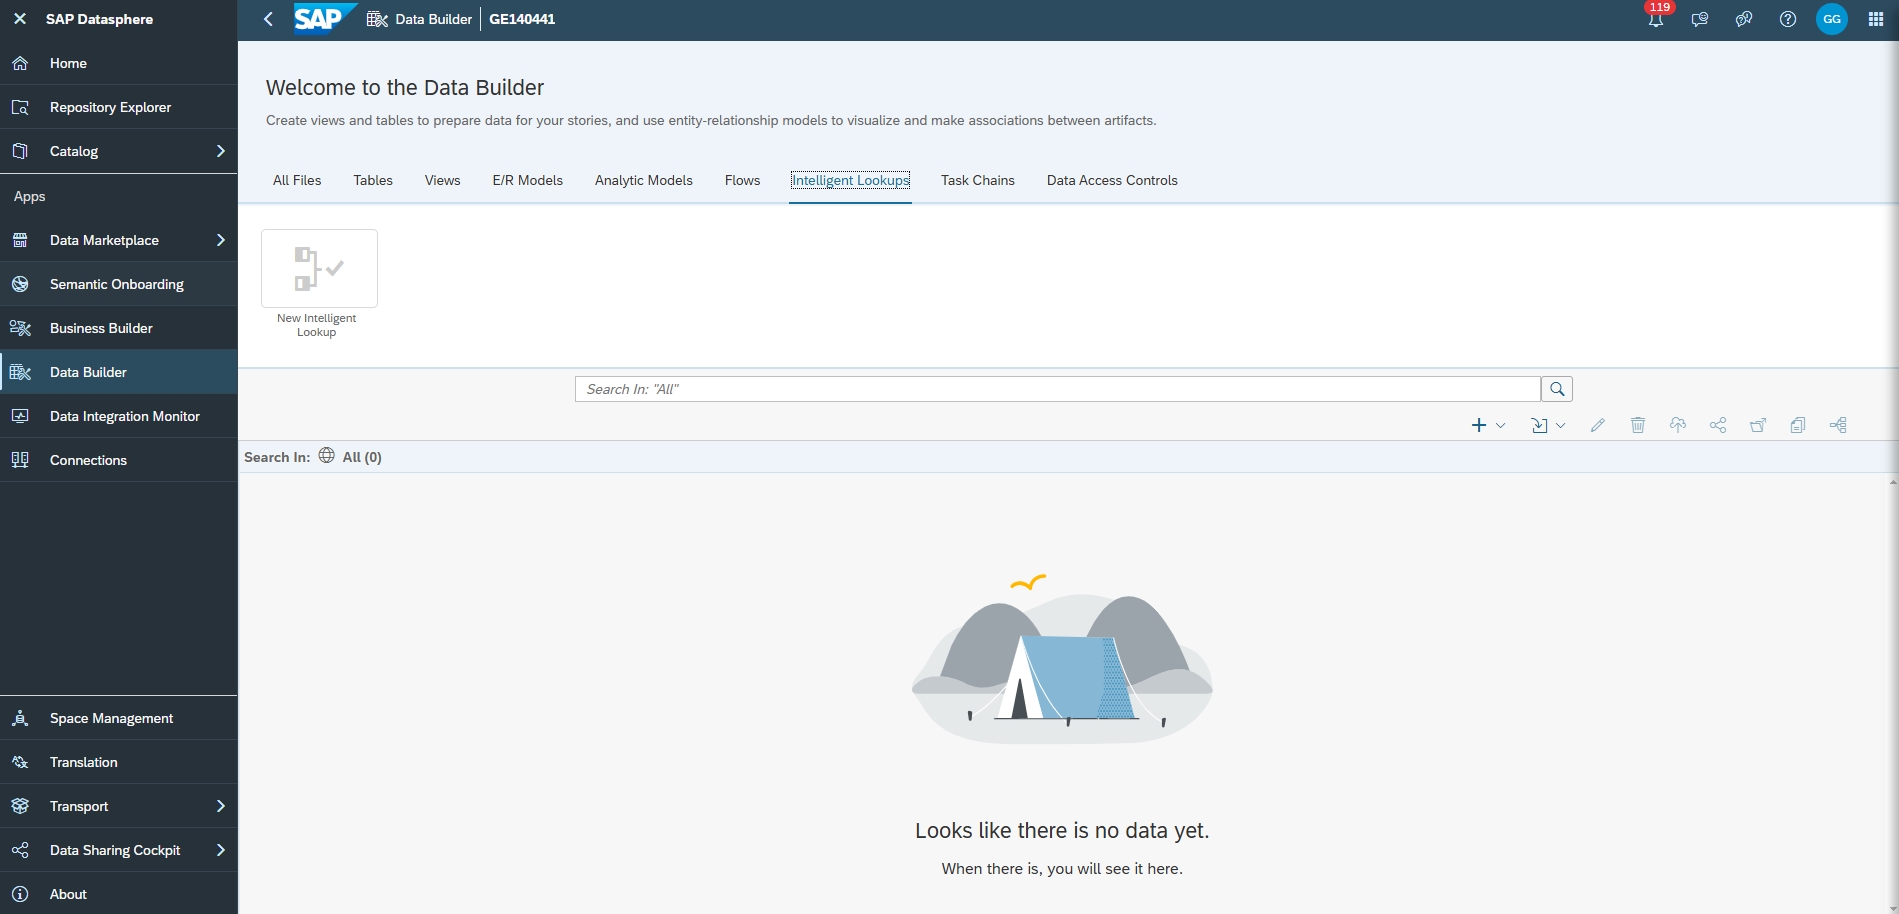 SAP Datasphere
Home
Repository Explorer
Catalog
Apps
Data Marketplace
Semantic Onboarding
Business Builder
Data Builder
Data Integration Monitor
Connections
Space Management
Translation
Transport
Data Sharing Cockpit
About
SAP Data Builder GE140441
119
GG
Welcome to the Data Builder
Create views and tables to prepare data for your stories, and use entity-relationship models to visualize and make associations between artifacts.
All Files Tables Views E/R Models Analytic Models Flows Intelligent Lookups Task Chains Data Access Controls
New Intelligent
Lookup
Search In: "All"
Search In: All (0)
Looks like there is no data yet.
When there is, you will see it here.